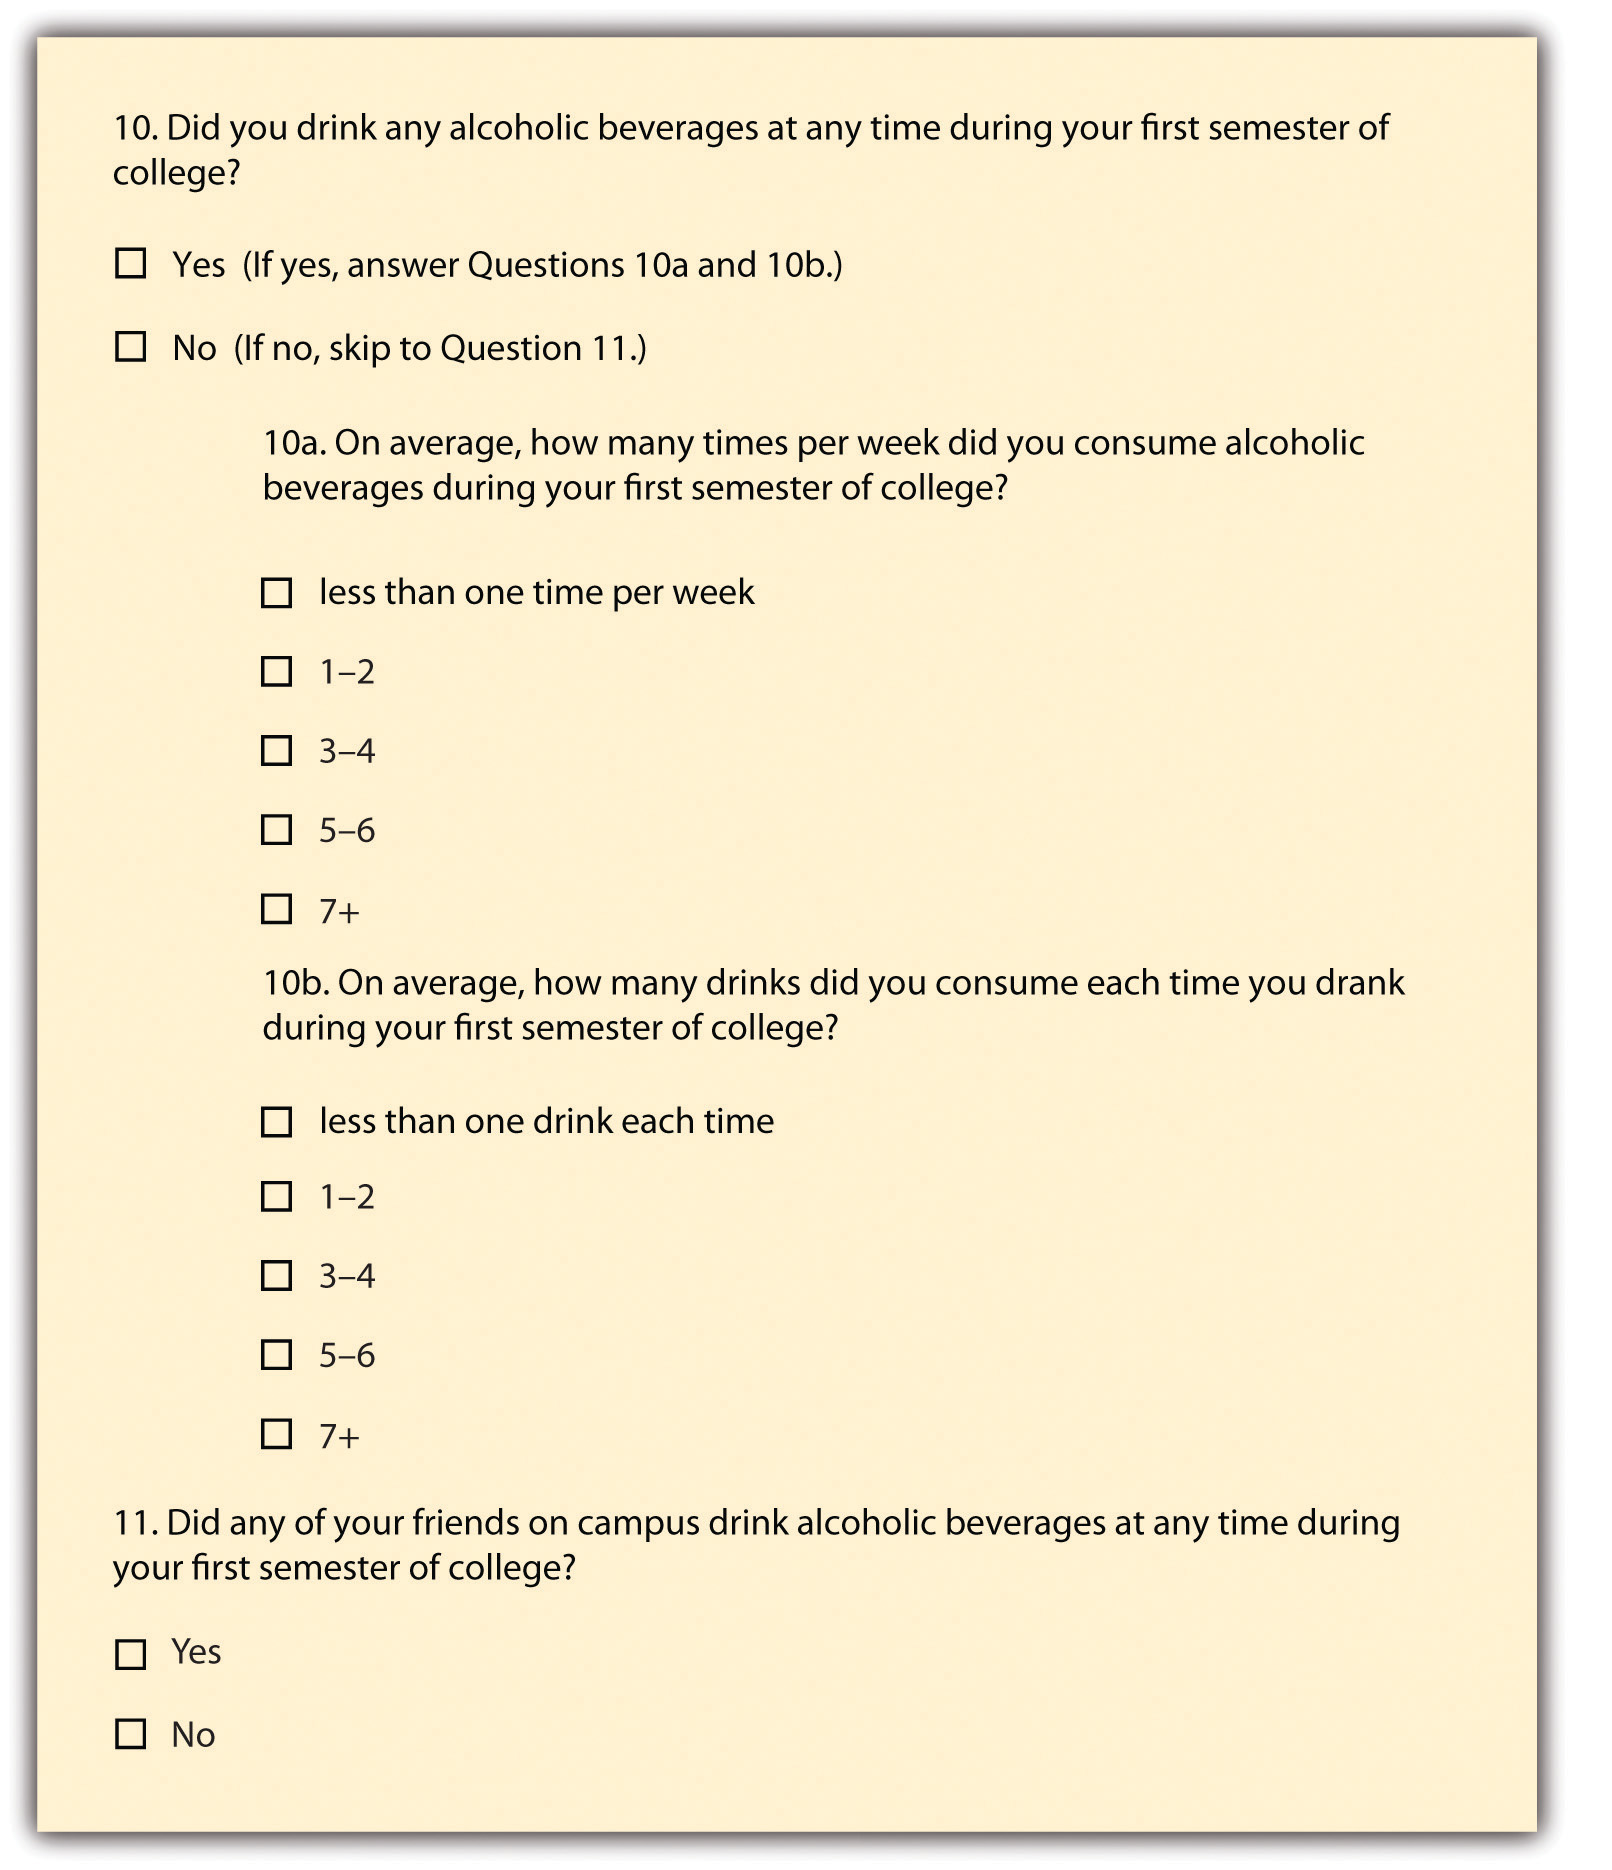 10. Did you drink any alcoholic beverages at any time during your first semester of
college?
Yes (If yes, answer Questions 10a and 10b.)
No (If no, skip to Question 11.)
10a. On average, how many times per week did you consume alcoholic
beverages during your first semester of college?
less than one time per week
1–2
3–4
5–6
7+
10b. On average, how many drinks did you consume each time you drank
during your first semester of college?
less than one drink each time
1–2
3–4
5–6
7+
11. Did any of your friends on campus drink alcoholic beverages at any time during
your first semester of college?
Yes
No